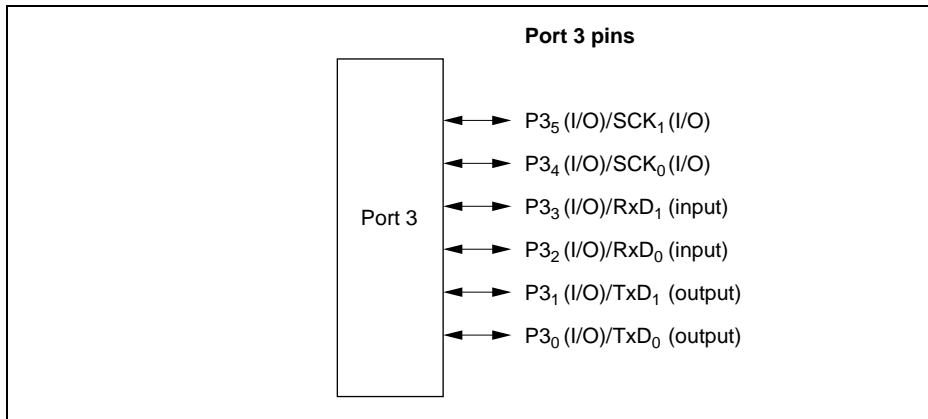 Port 3 pins
P3₅ (I/O)/SCK₁ (I/O)
P3₄ (I/O)/SCK₀ (I/O)
Port 3
P3₃ (I/O)/RxD₁ (input)
P3₂ (I/O)/RxD₀ (input)
P3₁ (I/O)/TxD₁ (output)
P3₀ (I/O)/TxD₀ (output)